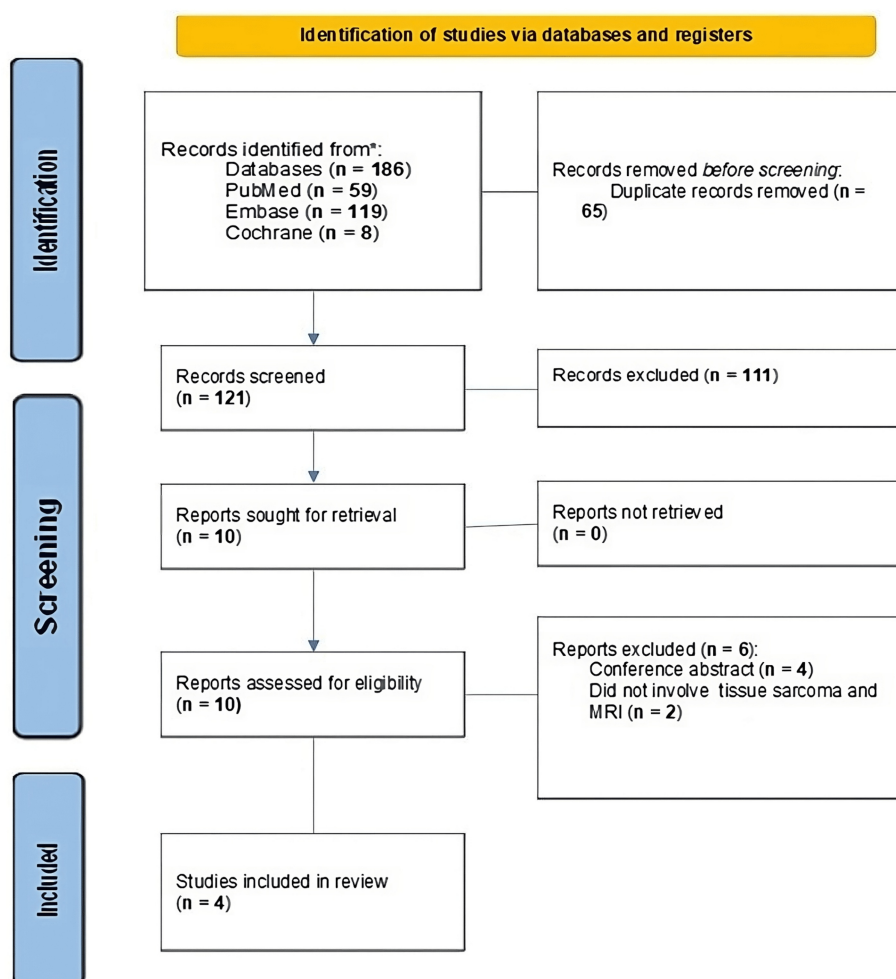 Identification of studies via databases and registers
Identification
Records identified from*:
Databases (n = 186)
PubMed (n = 59)
Embase (n = 119)
Cochrane (n = 8)
Records removed before screening:
Duplicate records removed (n =
65)
Screening
Records screened
(n = 121)
Records excluded (n = 111)
Reports sought for retrieval
(n = 10)
Reports not retrieved
(n = 0)
Reports assessed for eligibility
(n = 10)
Reports excluded (n = 6):
Conference abstract (n = 4)
Did not involve tissue sarcoma and
MRI (n = 2)
Included
Studies included in review
(n = 4)